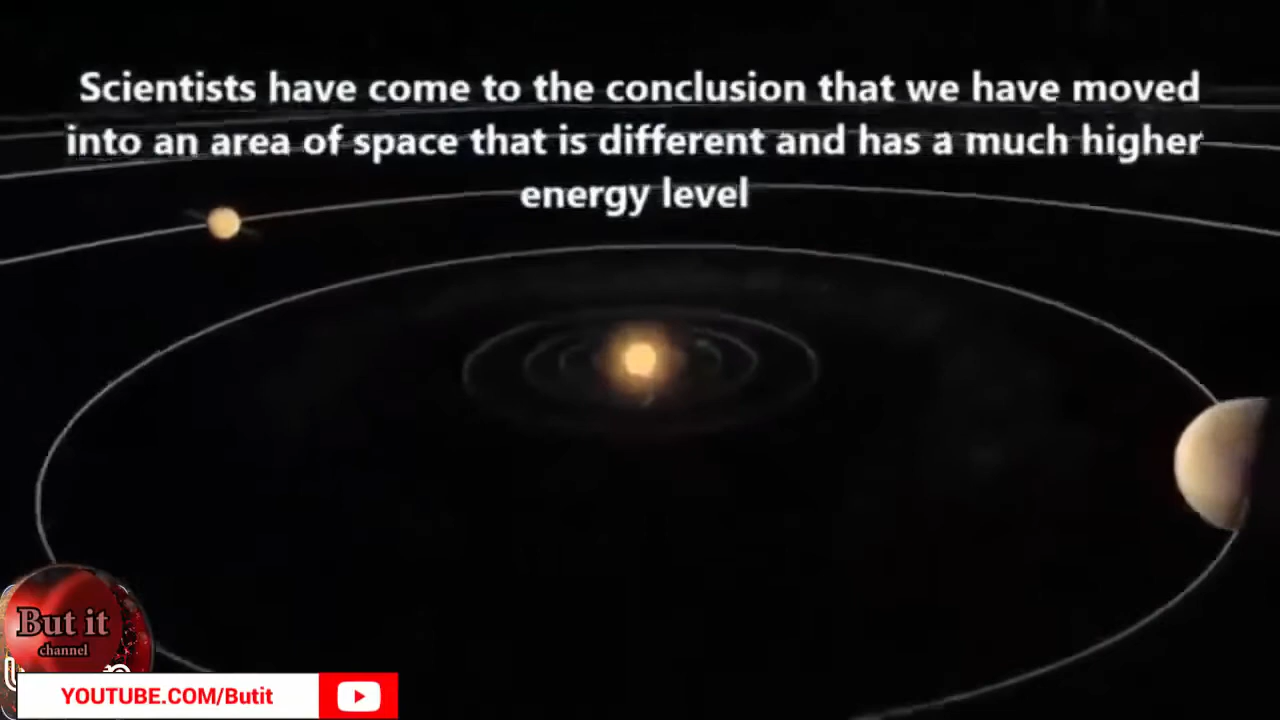 Scientists have come to the conclusion that we have moved
into an area of space that is different and has a much higher
energy level
But it
channel
YOUTUBE.COM/Butit